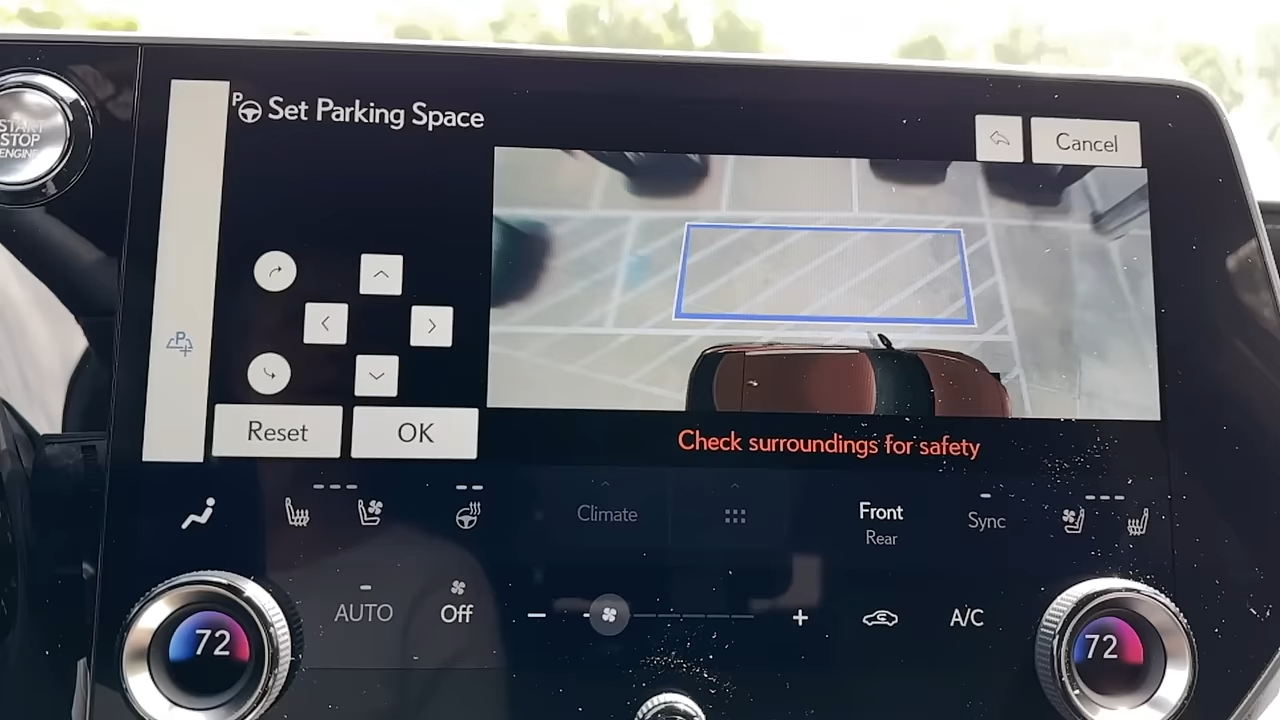 START
STOP
ENGINE
P
Set Parking Space
Cancel
P
Reset
OK
Check surroundings for safety
Climate
Front
Rear
Sync
AUTO
Off
A/C
72
72